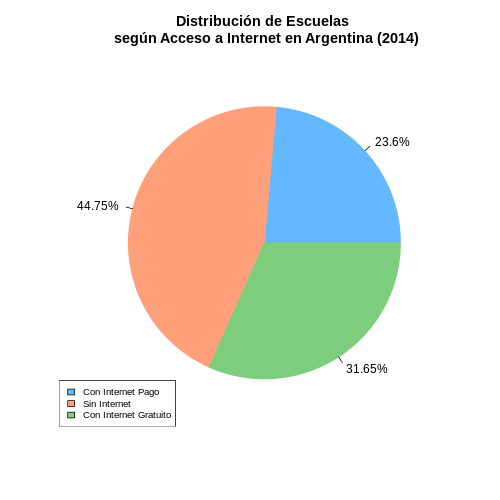 Distribución de Escuelas
según Acceso a Internet en Argentina (2014)
23.6%
44.75%
31.65%
Con Internet Pago
Sin Internet
Con Internet Gratuito